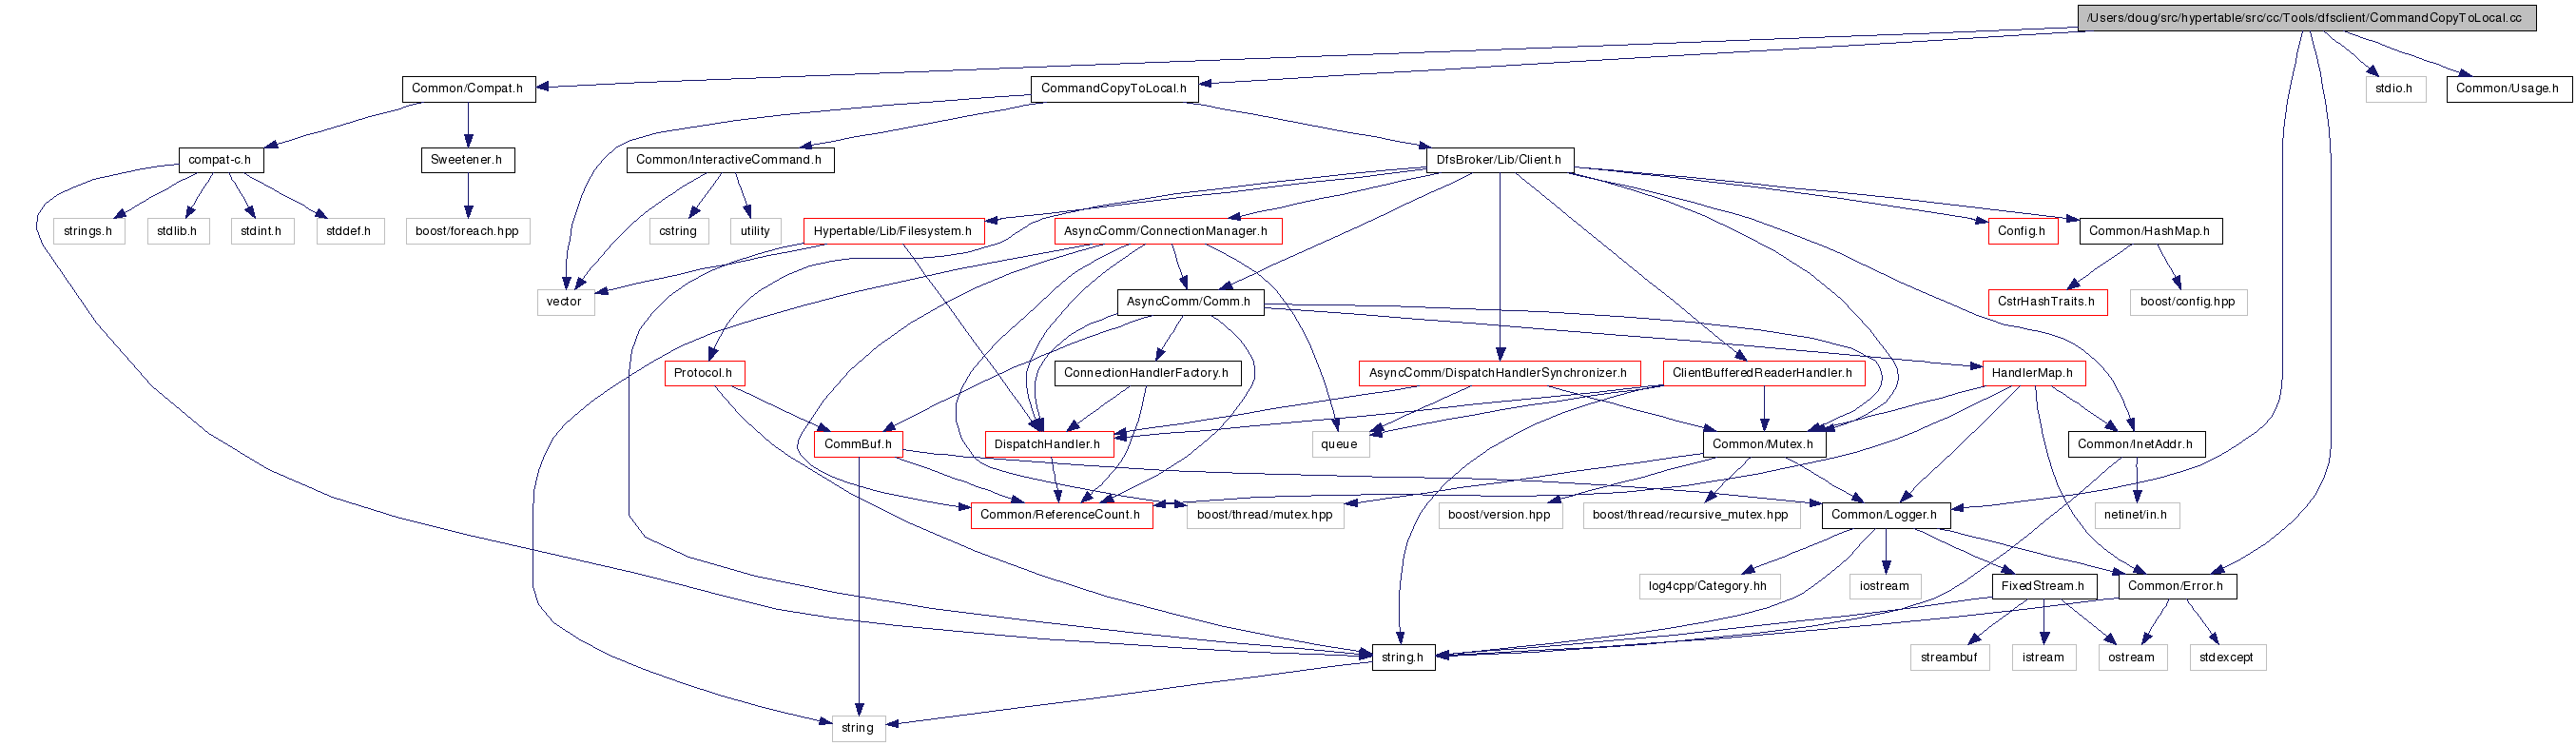 /Users/doug/src/hypertable/src/cc/Tools/dfsclient/CommandCopyToLocal.cc
Common/Compat.h
CommandCopyToLocal.h
stdio.h
Common/Usage.h
compat-c.h
Sweetener.h
Common/InteractiveCommand.h
DfsBroker/Lib/Client.h
strings.h
stdlib.h
stdint.h
stddef.h
boost/foreach.hpp
cstring
utility
Hypertable/Lib/Filesystem.h
AsyncComm/ConnectionManager.h
Config.h
Common/HashMap.h
vector
AsyncComm/Comm.h
CstrHashTraits.h
boost/config.hpp
Protocol.h
ConnectionHandlerFactory.h
AsyncComm/DispatchHandlerSynchronizer.h
ClientBufferedReaderHandler.h
HandlerMap.h
CommBuf.h
DispatchHandler.h
queue
Common/Mutex.h
Common/InetAddr.h
Common/ReferenceCount.h
boost/thread/mutex.hpp
boost/version.hpp
boost/thread/recursive_mutex.hpp
Common/Logger.h
netinet/in.h
log4cpp/Category.hh
iostream
FixedStream.h
Common/Error.h
string.h
streambuf
istream
ostream
stdexcept
string